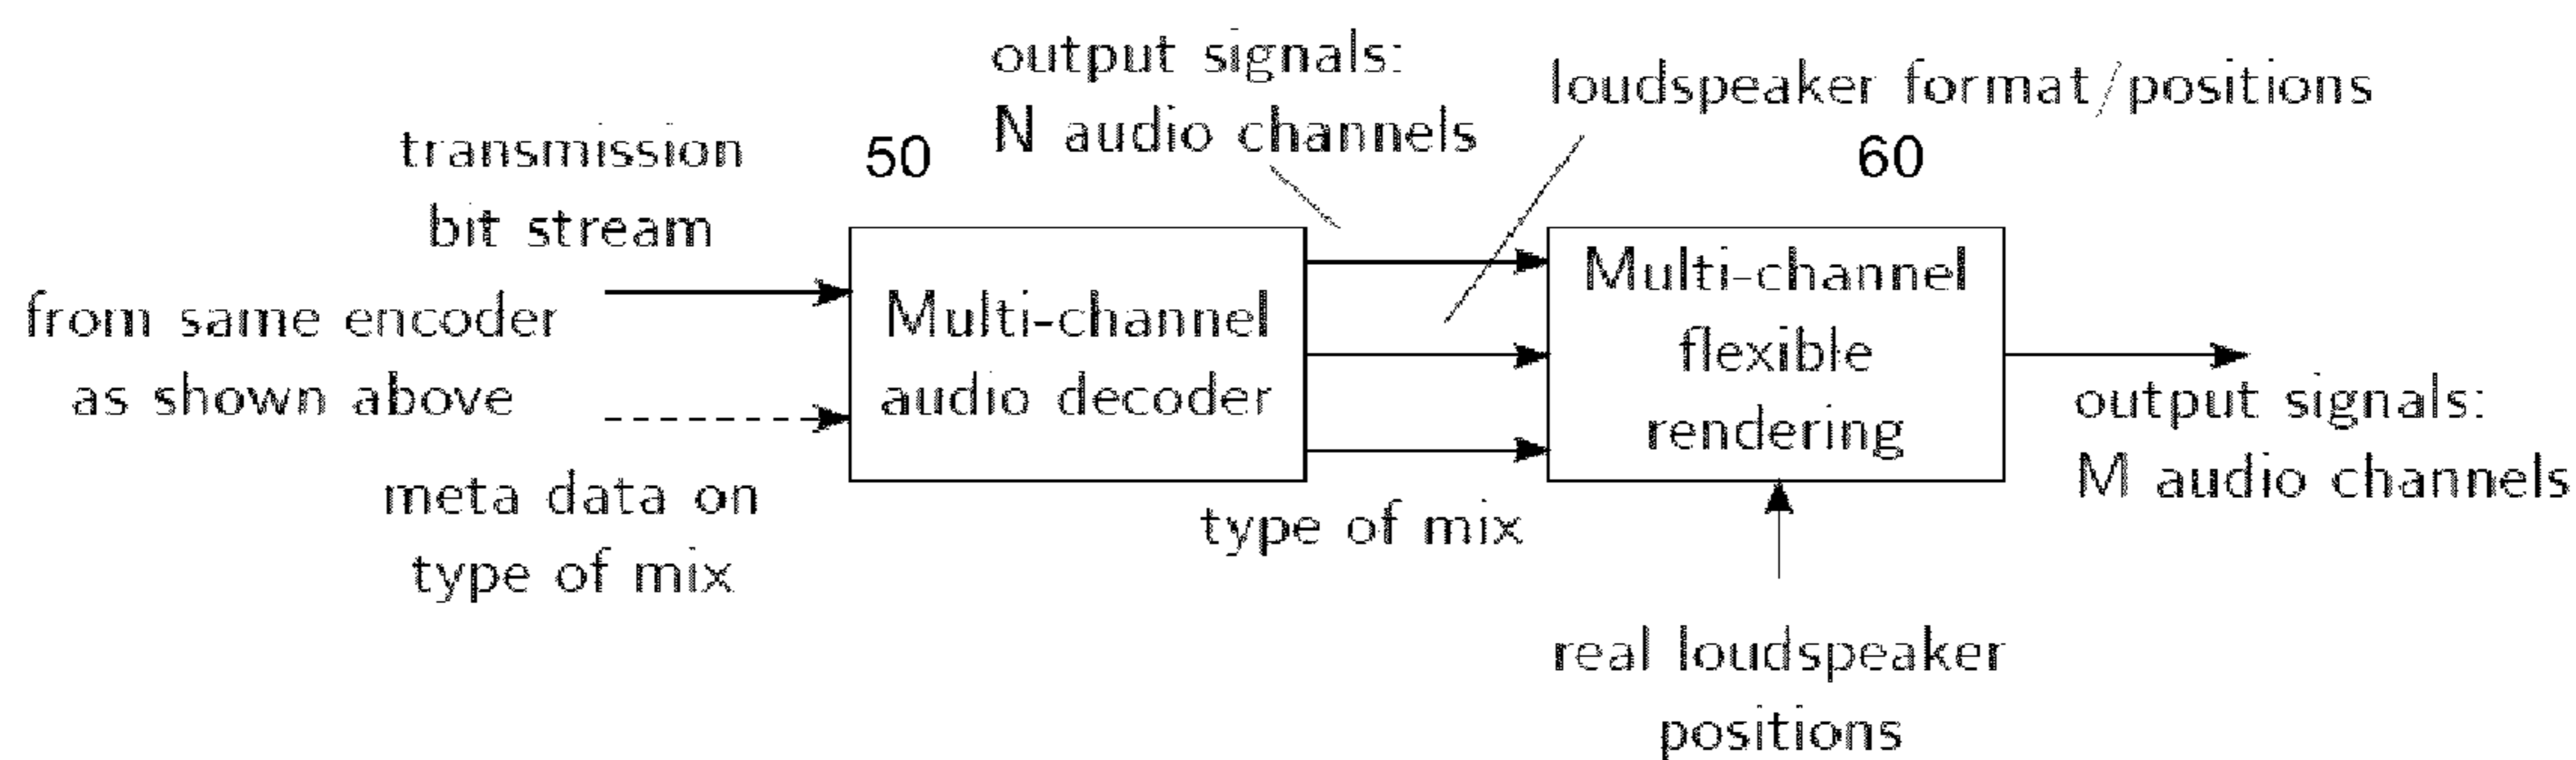 output signals:
N audio channels
loudspeaker format/positions
transmission
bit stream
50
60
from same encoder
as shown above
Multi-channel
audio decoder
Multi-channel
flexible
rendering
output signals:
M audio channels
meta data on
type of mix
type of mix
real loudspeaker
positions